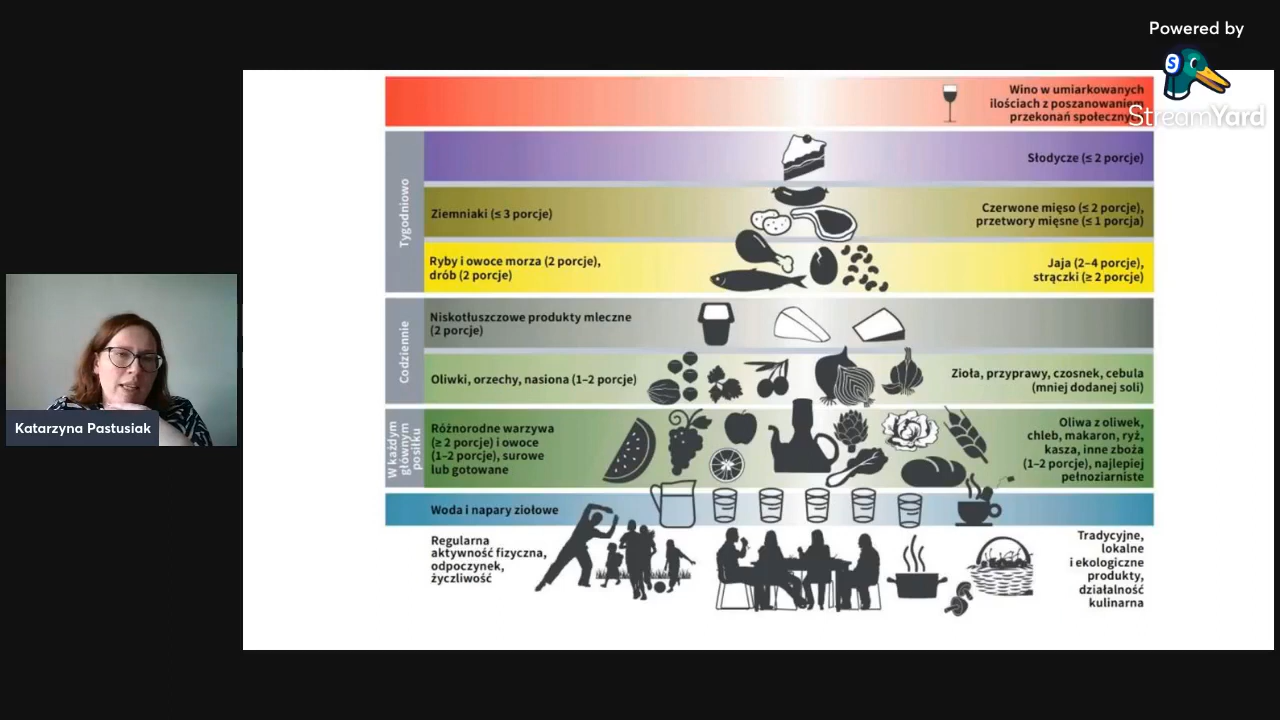 Powered by
StreamYard
Wino w umiarkowanych
ilościach z poszanowaniem
przekonań społecznych
Tygodniowo
Słodycze (≤ 2 porcje)
Ziemniaki (≤ 3 porcje)
Czerwone mięso (≤ 2 porcje),
przetwory mięsne (≤ 1 porcja)
Ryby i owoce morza (2 porcje),
drób (2 porcje)
Jaja (2–4 porcje),
strączki (≥ 2 porcje)
Codziennie
Niskotłuszczowe produkty mleczne
(2 porcje)
Oliwki, orzechy, nasiona (1–2 porcje)
Zioła, przyprawy, czosnek, cebula
(mniej dodanej soli)
W każdym
głównym
posiłku
Różnorodne warzywa
(≥ 2 porcje) i owoce
(1–2 porcje), surowe
lub gotowane
Oliwa z oliwek,
chleb, makaron, ryż,
kasza, inne zboża
(1–2 porcje), najlepiej
pełnoziarniste
Woda i napary ziołowe
Regularna
aktywność fizyczna,
odpoczynek,
życzliwość
Tradycyjne,
lokalne
i ekologiczne
produkty,
działalność
kulinarna
Katarzyna Pastusiak